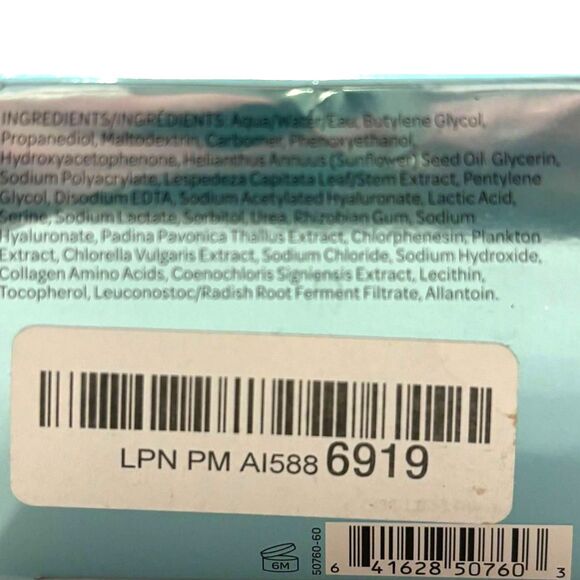 INGREDIENTS/INGRÉDIENTS: Aqua/Water/Eau, Butylene Glycol,
Propanediol, Maltodextrin, Carbomer, Phenoxyethanol,
Hydroxyacetophenone, Helianthus Annuus (Sunflower) Seed Oil, Glycerin,
Sodium Polyacrylate, Lespedeza Capitata Leaf/Stem Extract, Pentylene
Glycol, Disodium EDTA, Sodium Acetylated Hyaluronate, Lactic Acid,
Serine, Sodium Lactate, Sorbitol, Urea, Rhizobian Gum, Sodium
Hyaluronate, Padina Pavonica Thallus Extract, Chlorphenesin, Plankton
Extract, Chlorella Vulgaris Extract, Sodium Chloride, Sodium Hydroxide,
Collagen Amino Acids, Coenochloris Signiensis Extract, Lecithin,
Tocopherol, Leuconostoc/Radish Root Ferment Filtrate, Allantoin.
LPN PM AI588 6919
6M
50760-60
6 41628 50760 3